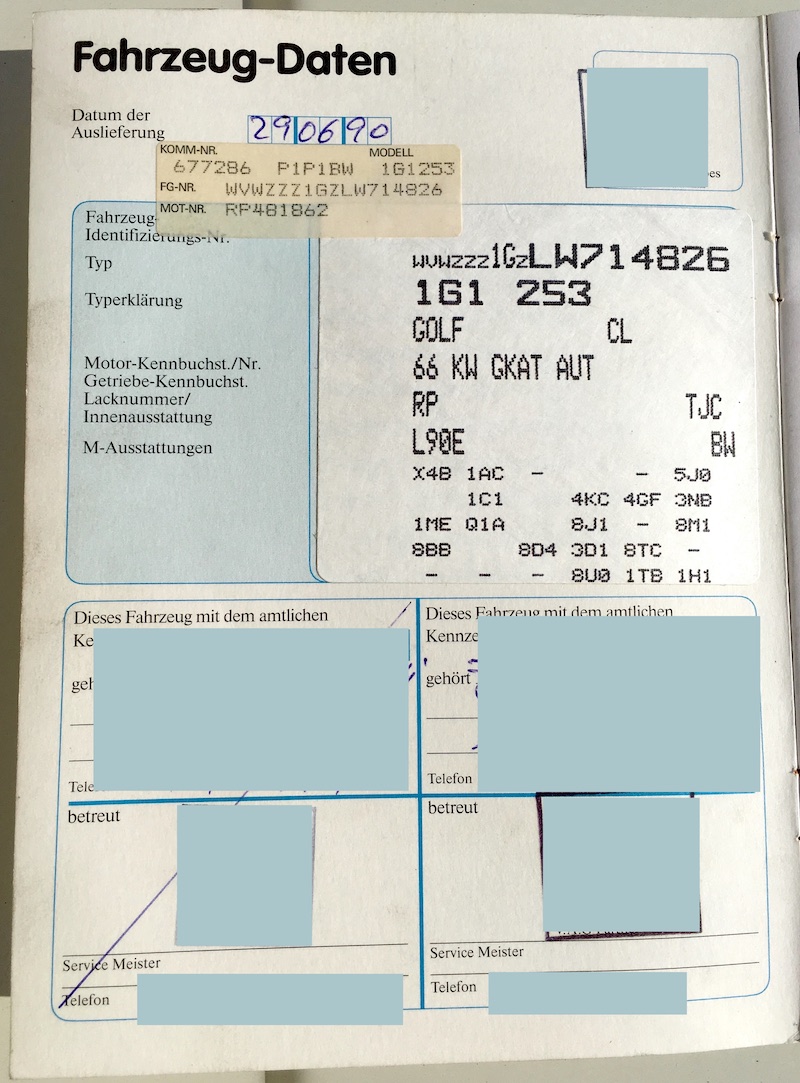 Fahrzeug-Daten
Datum der
Auslieferung
290690
KOMM-NR. MODELL
677286 P1P1BW 1G1253
FG-NR. WVWZZZ1GZLW714826
MOT-NR. RP481862
Fahrzeug-
Identifizierungs-Nr.
WVWZZZ1GZLW714826
Typ
1G1 253
Typerklärung
GOLF CL
66 KW GKAT AUT
Motor-Kennbuchst./Nr.
Getriebe-Kennbuchst.
RP TJC
Lacknummer/
Innenausstattung
L90E BW
M-Ausstattungen
X4B 1AC - - 5J0
1C1 4KC 4GF 3NB
1ME Q1A 8J1 - 8M1
9BB 8D4 3D1 8TC -
- - - 8U0 1TB 1H1
Dieses Fahrzeug mit dem amtlichen
Telefon
betreut
Service Meister
Telefon
Dieses Fahrzeug mit dem amtlichen
gehört
Telefon
betreut
Service Meister
Telefon